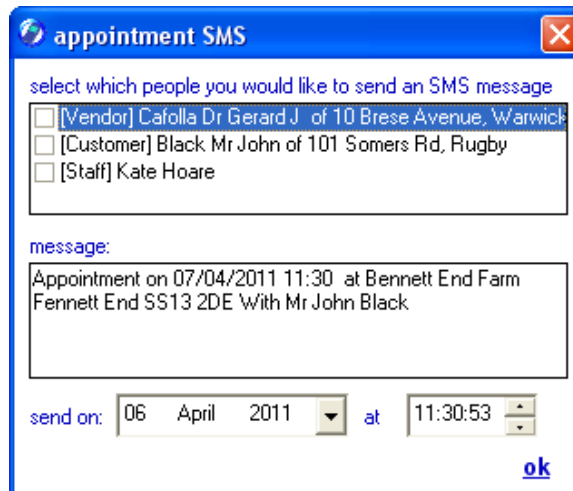 appointment SMS
select which people you would like to send an SMS message
[Vendor] Cafolla Dr Gerard J of 10 Brese Avenue, Warwick
[Customer] Black Mr John of 101 Somers Rd, Rugby
[Staff] Kate Hoare
message:
Appointment on 07/04/2011 11:30 at Bennett End Farm
Fennett End SS13 2DE With Mr John Black
send on: 06 April 2011 at 11:30:53
ok